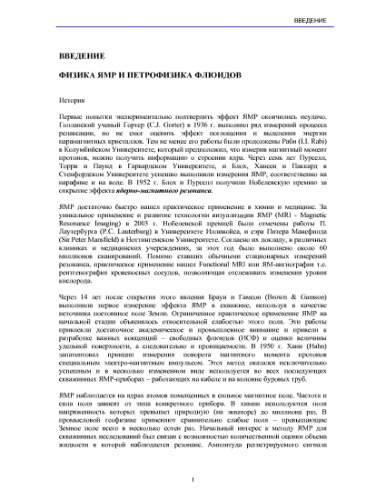 ВВЕДЕНИЕ
ВВЕДЕНИЕ
ФИЗИКА ЯМР И ПЕТРОФИЗИКА ФЛЮИДОВ
История
Первые попытки экспериментально подтвердить эффект ЯМР окончились неудачно.
Голландский ученый Гортер (C.J. Gorter) в 1936 г. выполнил ряд измерений процесса
релаксации, но не смог оценить эффект поглощения и выделения энергии
парамагнитных кристаллов. Тем не менее его работы были продолжены Раби (I.I. Rabi)
в Колумбийском Университете, который предположил, что измерив магнитный момент
протонов, можно получить информацию о строении ядра. Через семь лет Пурселл,
Торри и Паунд в Гарвардском Университете, и Блох, Хансен и Паккард в
Стенфордском Университете успешно выполнили измерения ЯМР, соответственно на
парафине и на воде. В 1952 г. Блох и Пурселл получили Нобелевскую премию за
открытие эффекта ядерно-магнитного резонанса.
ЯМР достаточно быстро нашел практическое применение в химии и медицине. За
уникальное применение и развитие технологии визуализации ЯМР (MRI - Magnetic
Resonance Imaging) в 2003 г. Нобелевской премией были отмечены работы П.
Лаутербурга (P.C. Lauterburg) в Университете Иллинойса, и сэра Питера Мансфилда
(Sir Peter Mansfield) в Ноттингемском Университете. Согласно их докладу, в различных
клиниках и медицинских учереждениях, за этот год было выполнено около 60
миллионов сканирований. Помимо ставших обычными стационарных измерений
резонанса, практическое применение нашел Functional MRI или ЯМ-ангиография т.е.
рентгенография кровеносных сосудов, позволяющая отслеживать изменения уровня
кислорода.
Через 14 лет после открытия этого явления Браун и Гамсон (Brown & Gamson)
выполнили первое измерение эффекта ЯМР в скважине, используя в качестве
источника постоянное поле Земли. Ограниченное практическое применение ЯМР на
начальной стадии объяснялось относительной слабостью этого поля. Эти работы
привлекли достаточное академическое и промышленное внимание и привели к
разработке важных концепций – свободных флюидов (ИСФ) и оценки величины
удельной поверхности, а следовательно и проницаемости. В 1950 г. Ханн (Hahn)
запатентовал принцип измерения поворота магнитного момента протонов
специальным электро-магнитным импульсом. Этот метод оказался исключительно
успешным и в несколько измененном виде используется во всех последующих
скважинных ЯМР-приборах – работающих на кабеле и на колонне буровых труб.
ЯМР наблюдается на ядрах атомов помещенных в сильное магнитное поле. Частота и
сила поля зависят от типа конкретного прибора. В химии используются поля
напряженность которых превышает природную (на экваторе) до миллиона раз. В
промысловой геофизике применяют сравнительно слабые поля – превышающие
Земное поле всего в несколько сотен раз. Начальный интерес к методу ЯМР для
скважинных исследований был связан с возможностью количественной оценки объема
жидкости в которой наблюдается резонанс. Амплитуда регистрируемого сигнала
1